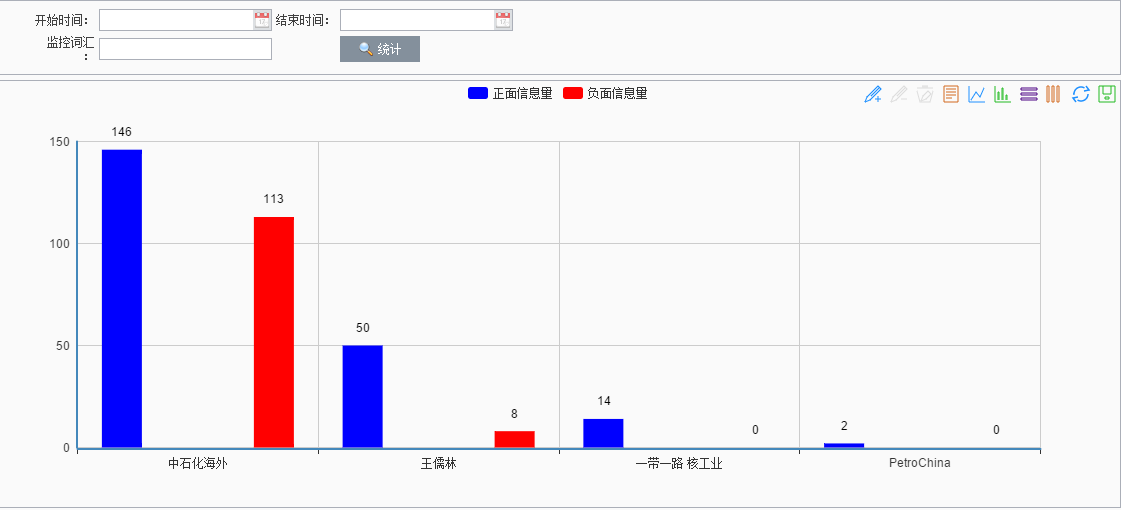 开始时间：
结束时间：
监控词汇
：
统计
正面信息量 负面信息量
150
100
50
0
146
113
50
8
14
0
2
0
中石化海外
王儒林
一带一路 核工业
PetroChina